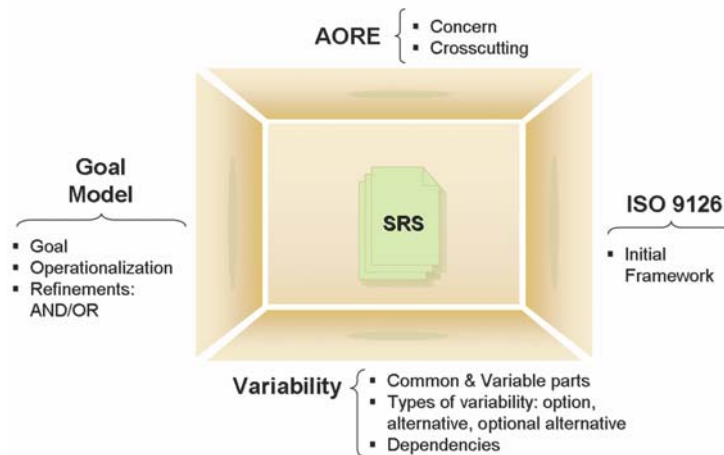 AORE
▪ Concern
▪ Crosscutting
Goal
Model
▪ Goal
▪ Operationalization
▪ Refinements:
AND/OR
SRS
ISO 9126
▪ Initial
Framework
Variability
▪ Common & Variable parts
▪ Types of variability: option,
alternative, optional alternative
▪ Dependencies